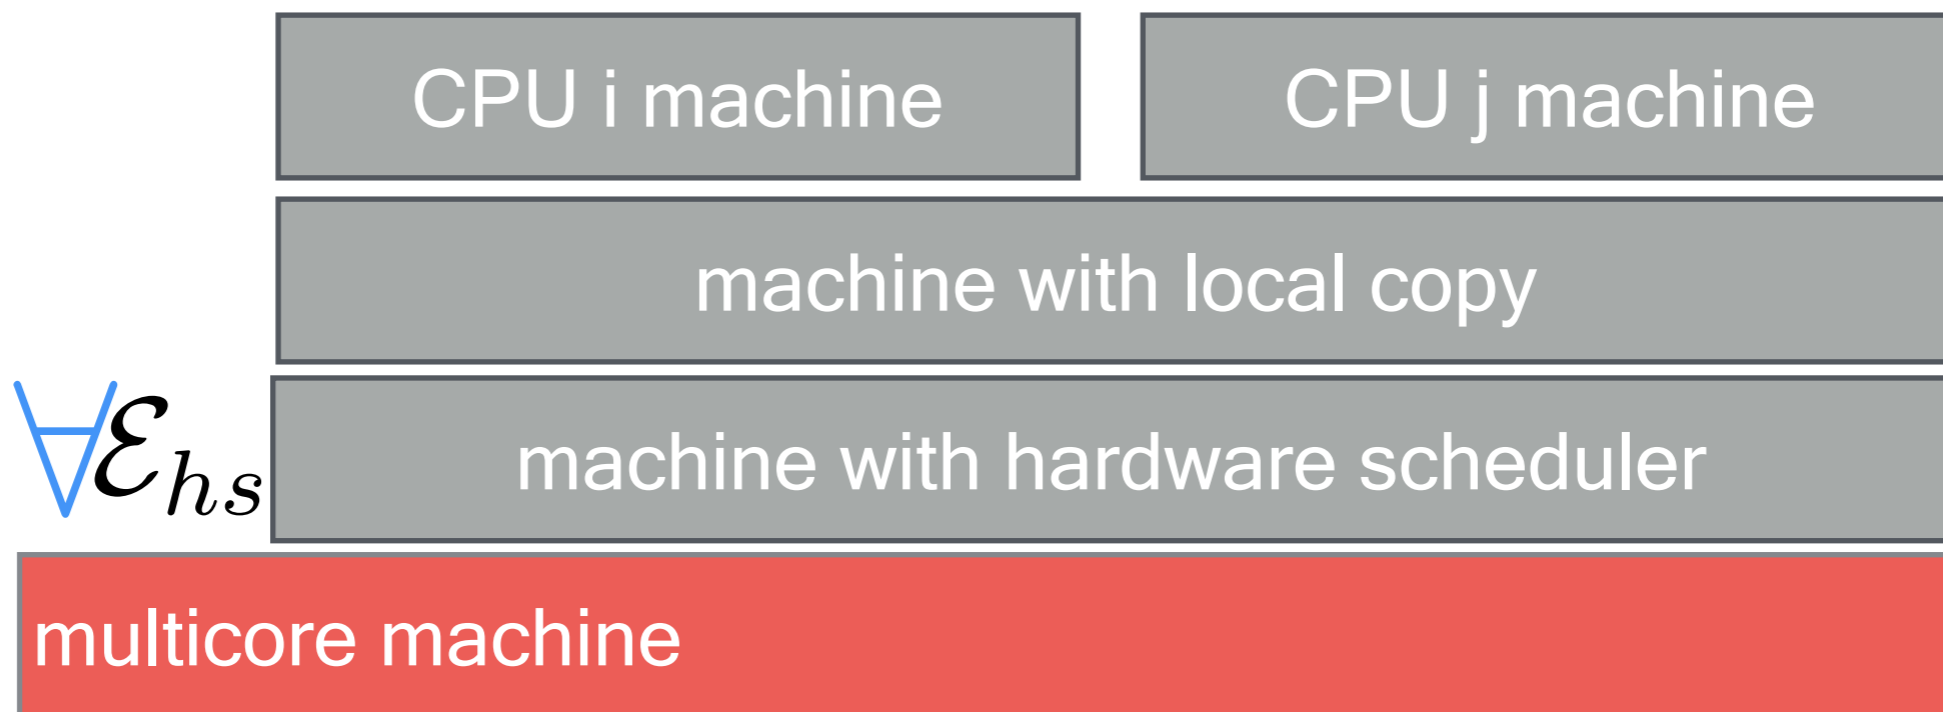 CPU i machine
CPU j machine
machine with local copy
∀ℰhs
machine with hardware scheduler
multicore machine